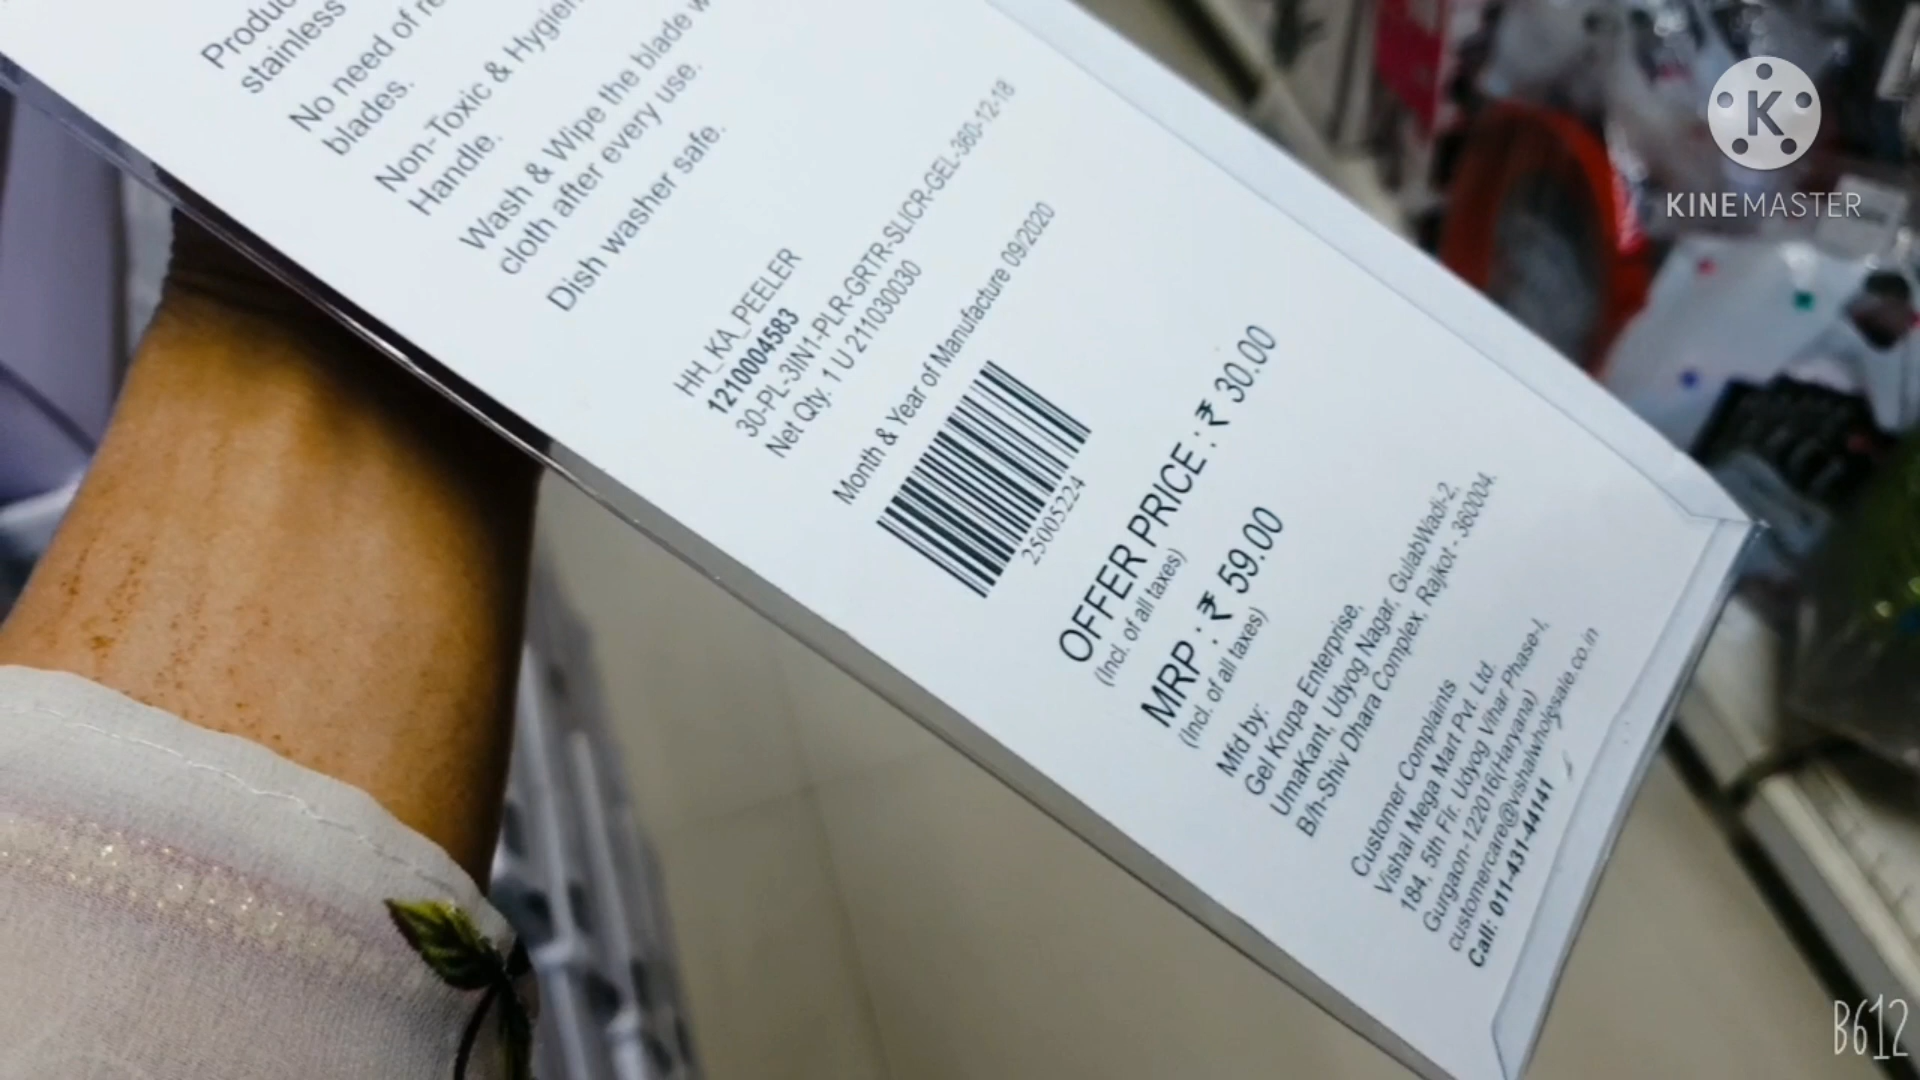 Produc
stainless
No need of re
blades.
Non-Toxic & Hygien
Handle.
Wash & Wipe the blade w
cloth after every use.
Dish washer safe.
HH_KA_PEELER
1210004583
30-PL-3IN1-PLR-GRTR-SLICR-GEL-360-12-18
Net Qty. 1 U 2110300​30
Month & Year of Manufacture 09/2020
25005224
OFFER PRICE : ₹ 30.00
(Incl. of all taxes)
MRP : ₹ 59.00
(Incl. of all taxes)
Mfd by:
Gel Krupa Enterprise,
UmaKant, Udyog Nagar, GulabWadi-2,
B/h-Shiv Dhara Complex, Rajkot - 360004.
Customer Complaints
Vishal Mega Mart Pvt. Ltd.
184, 5th Flr. Udyog Vihar Phase-I,
Gurgaon-122016(Haryana)
customercare@vishalwholesale.co.in
Call: 011-431-44141
K
KINEMASTER
B612